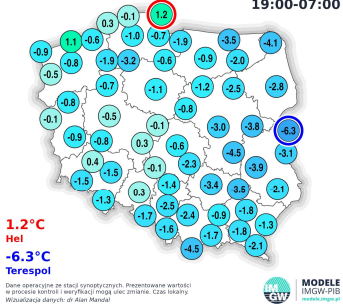 19:00-07:00
0.3 -0.1 1.2
-0.9 1.1 -0.6 -1.0 -0.7 -1.9 -3.5 -4.1
-0.5 -0.8 -1.9 -3.2 -0.6 -0.9 -2.0
-0.8 -0.7 -1.1 -1.2 -2.5 -2.8
-0.1 -0.5 -0.8
-0.9 -0.8 -0.1 -0.6 -3.0 -3.8 -6.3
0.4 0.3 -4.5 -3.1
-1.5 -1.5 -0.1 -2.3 -3.9
-1.3 0.3 -1.4 -3.4 -3.5 -2.1
-1.7 -2.5 -2.4 -0.9 -1.8
-1.6 -1.7 -1.8 -1.3
-4.5 -2.1
1.2°C
Hel
-6.3°C
Terespol
Dane operacyjne ze stacji synoptycznych. Prezentowane wartości
w procesie kontroli i weryfikacji mogą ulec zmianie. Czas lokalny.
Wizualizacja danych: dr Alan Mandal
IMGW
MODELE
IMGW-PIB
modele.imgw.pl